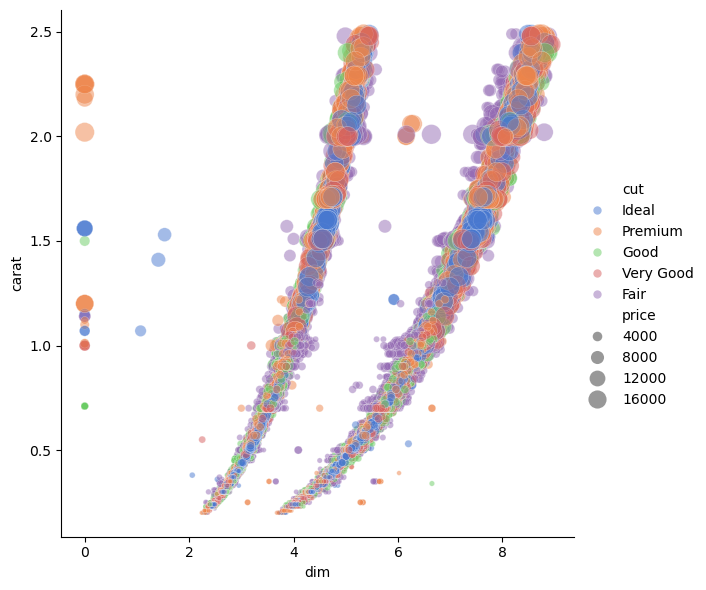 2.5
2.0
1.5
1.0
0.5
carat
0 2 4 6 8
dim
cut
Ideal
Premium
Good
Very Good
Fair
price
4000
8000
12000
16000